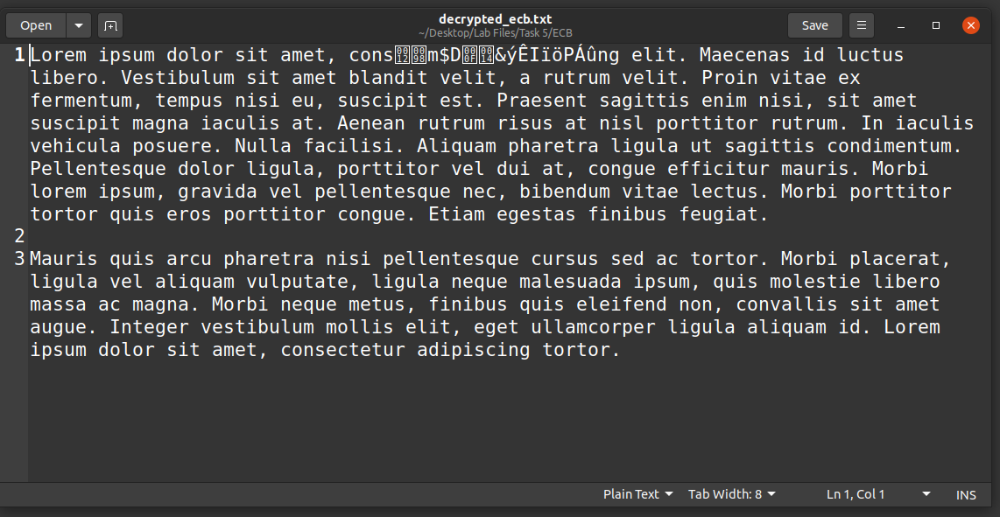 Open
decrypted_ecb.txt
~/Desktop/Lab Files/Task 5/ECB
Save
1 Lorem ipsum dolor sit amet, cons m$D &ýÊIïöPÁûng elit. Maecenas id luctus
libero. Vestibulum sit amet blandit velit, a rutrum velit. Proin vitae ex
fermentum, tempus nisi eu, suscipit est. Praesent sagittis enim nisi, sit amet
suscipit magna iaculis at. Aenean rutrum risus at nisl porttitor rutrum. In iaculis
vehicula posuere. Nulla facilisi. Aliquam pharetra ligula ut sagittis condimentum.
Pellentesque dolor ligula, porttitor vel dui at, congue efficitur mauris. Morbi
lorem ipsum, gravida vel pellentesque nec, bibendum vitae lectus. Morbi porttitor
tortor quis eros porttitor congue. Etiam egestas finibus feugiat.
2
3 Mauris quis arcu pharetra nisi pellentesque cursus sed ac tortor. Morbi placerat,
ligula vel aliquam vulputate, ligula neque malesuada ipsum, quis molestie libero
massa ac magna. Morbi neque metus, finibus quis eleifend non, convallis sit amet
augue. Integer vestibulum mollis elit, eget ullamcorper ligula aliquam id. Lorem
ipsum dolor sit amet, consectetur adipiscing tortor.
Plain Text Tab Width: 8 Ln 1, Col 1 INS